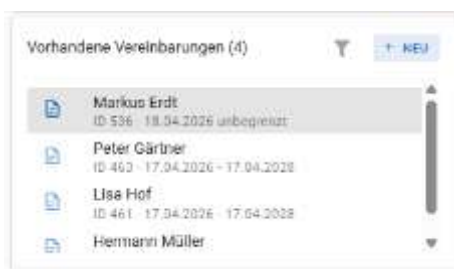 Vorhandene Vereinbarungen (4)
+ NEU
Markus Erdt
ID 536 - 18.04.2026 unbegrenzt
Peter Gärtner
ID 463 - 17.04.2026 - 17.04.2028
Lisa Hof
ID 461 - 17.04.2026 - 17.04.2028
Hermann Müller